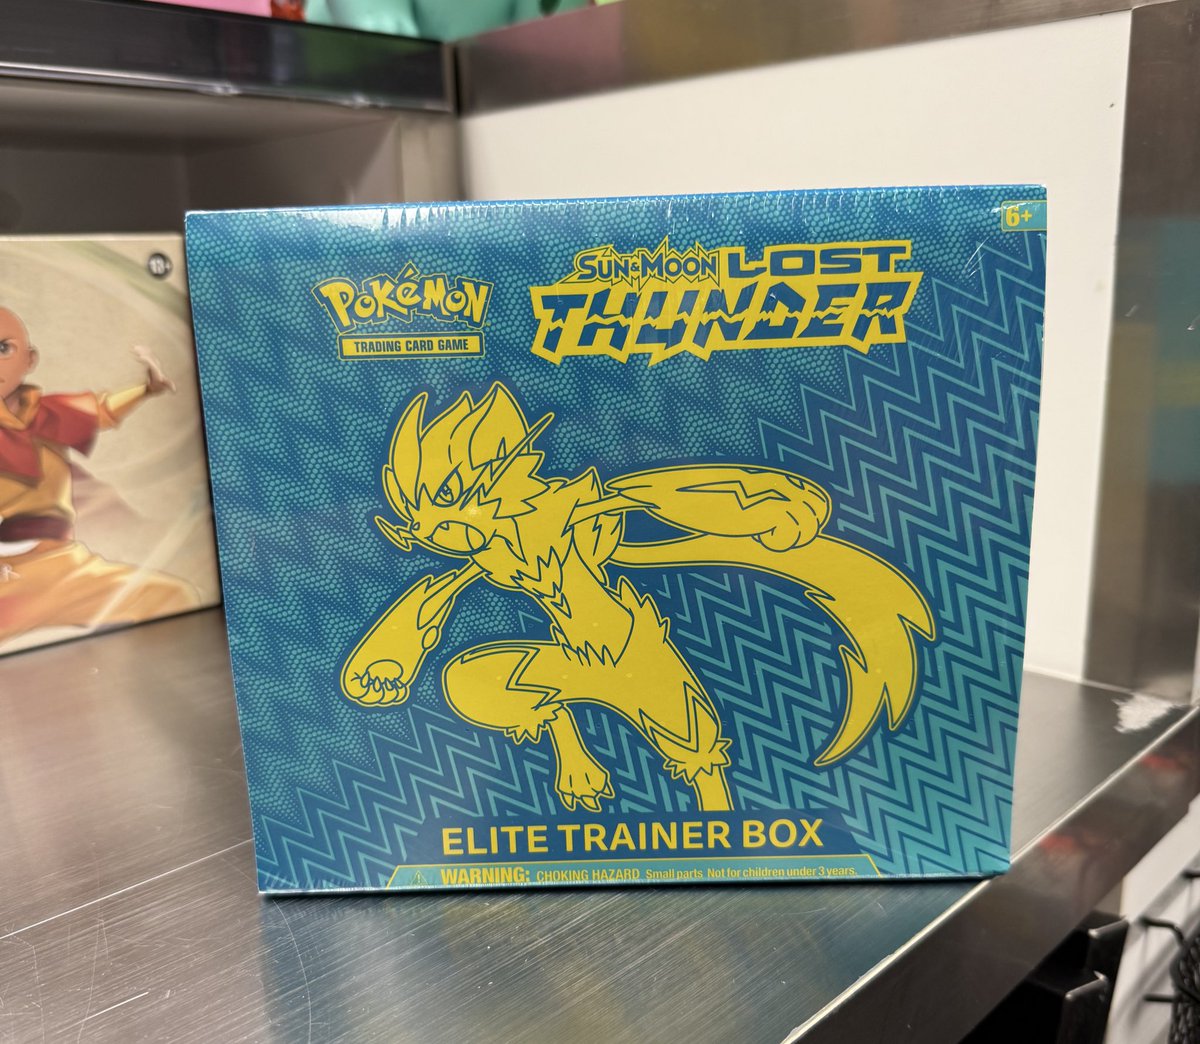 6+
POKéMON
TRADING CARD GAME
SUN & MOON LOST
THUNDER
ELITE TRAINER BOX
WARNING: CHOKING HAZARD Small parts Not for children under 3 years.